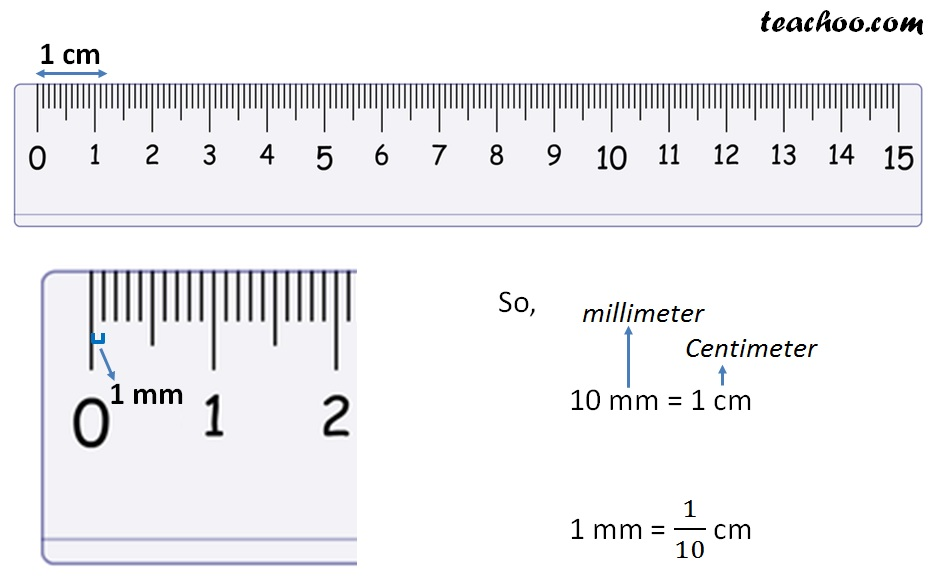 teachoo.com
1 cm
0 1 2 3 4 5 6 7 8 9 10 11 12 13 14 15
1 mm
0 1 2
So,
millimeter
Centimeter
10 mm = 1 cm
1 mm = 1/10 cm